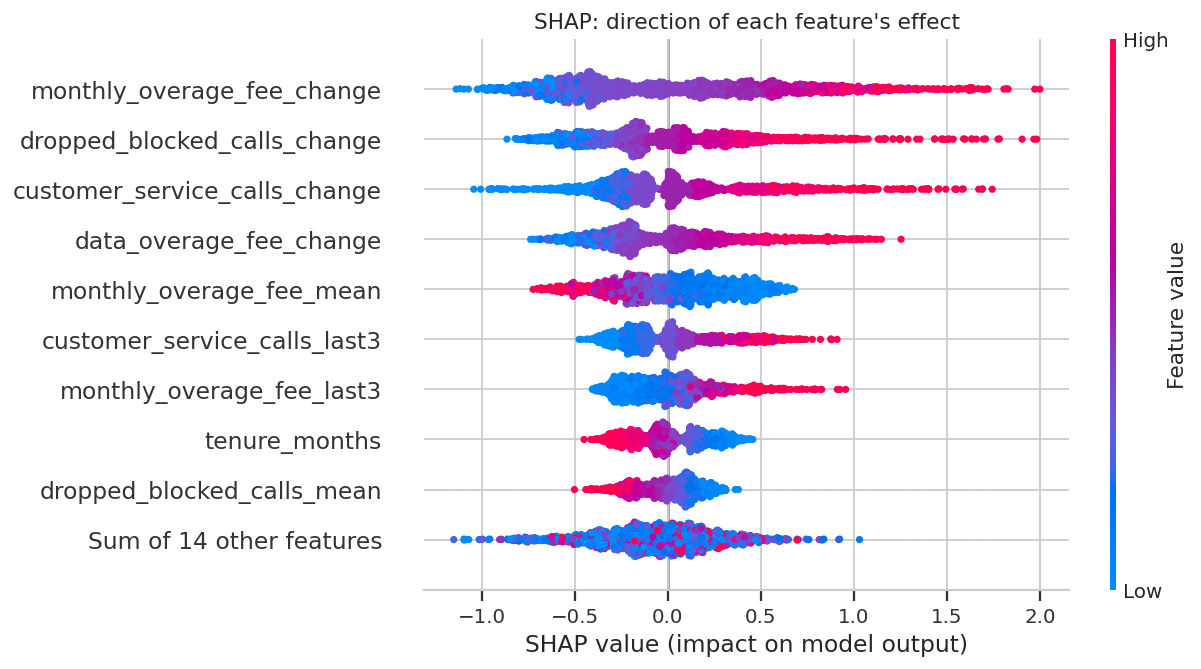 SHAP: direction of each feature's effect
High
monthly_overage_fee_change
dropped_blocked_calls_change
customer_service_calls_change
data_overage_fee_change
monthly_overage_fee_mean
customer_service_calls_last3
monthly_overage_fee_last3
tenure_months
dropped_blocked_calls_mean
Sum of 14 other features
Feature value
Low
−1.0 −0.5 0.0 0.5 1.0 1.5 2.0
SHAP value (impact on model output)